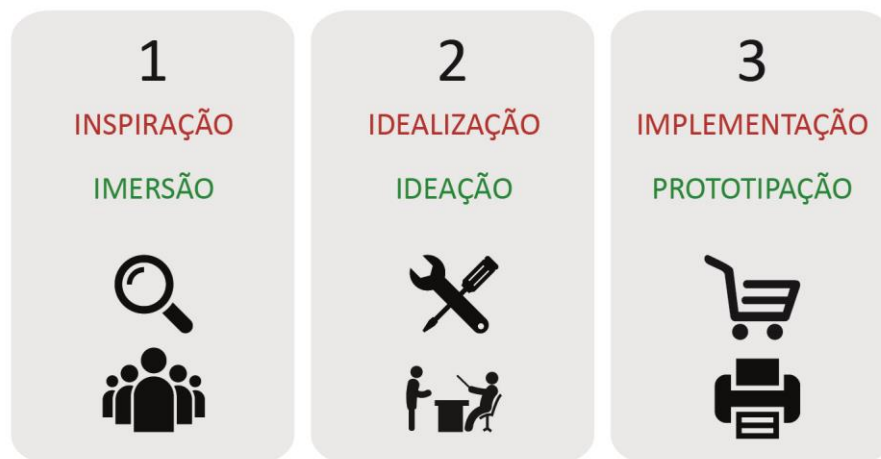 1
INSPIRAÇÃO
IMERSÃO
2
IDEALIZAÇÃO
IDEAÇÃO
3
IMPLEMENTAÇÃO
PROTOTIPAÇÃO